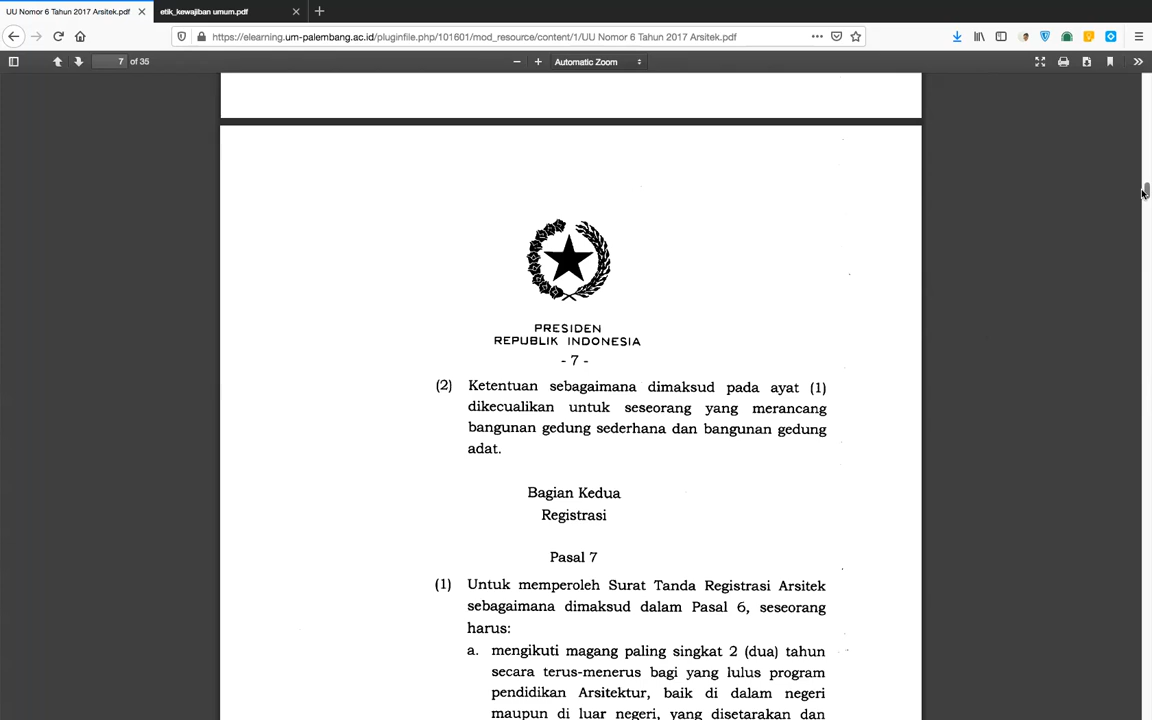 UU Nomor 6 Tahun 2017 Arsitek.pdf
etik_kewajiban umum.pdf
https://elearning.um-palembang.ac.id/pluginfile.php/101601/mod_resource/content/1/UU Nomor 6 Tahun 2017 Arsitek.pdf
7 of 35
Automatic Zoom
PRESIDEN
REPUBLIK INDONESIA
- 7 -
(2) Ketentuan sebagaimana dimaksud pada ayat (1)
dikecualikan untuk seseorang yang merancang
bangunan gedung sederhana dan bangunan gedung
adat.
Bagian Kedua
Registrasi
Pasal 7
(1) Untuk memperoleh Surat Tanda Registrasi Arsitek
sebagaimana dimaksud dalam Pasal 6, seseorang
harus:
a. mengikuti magang paling singkat 2 (dua) tahun
secara terus-menerus bagi yang lulus program
pendidikan Arsitektur, baik di dalam negeri
maupun di luar negeri, yang disetarakan dan